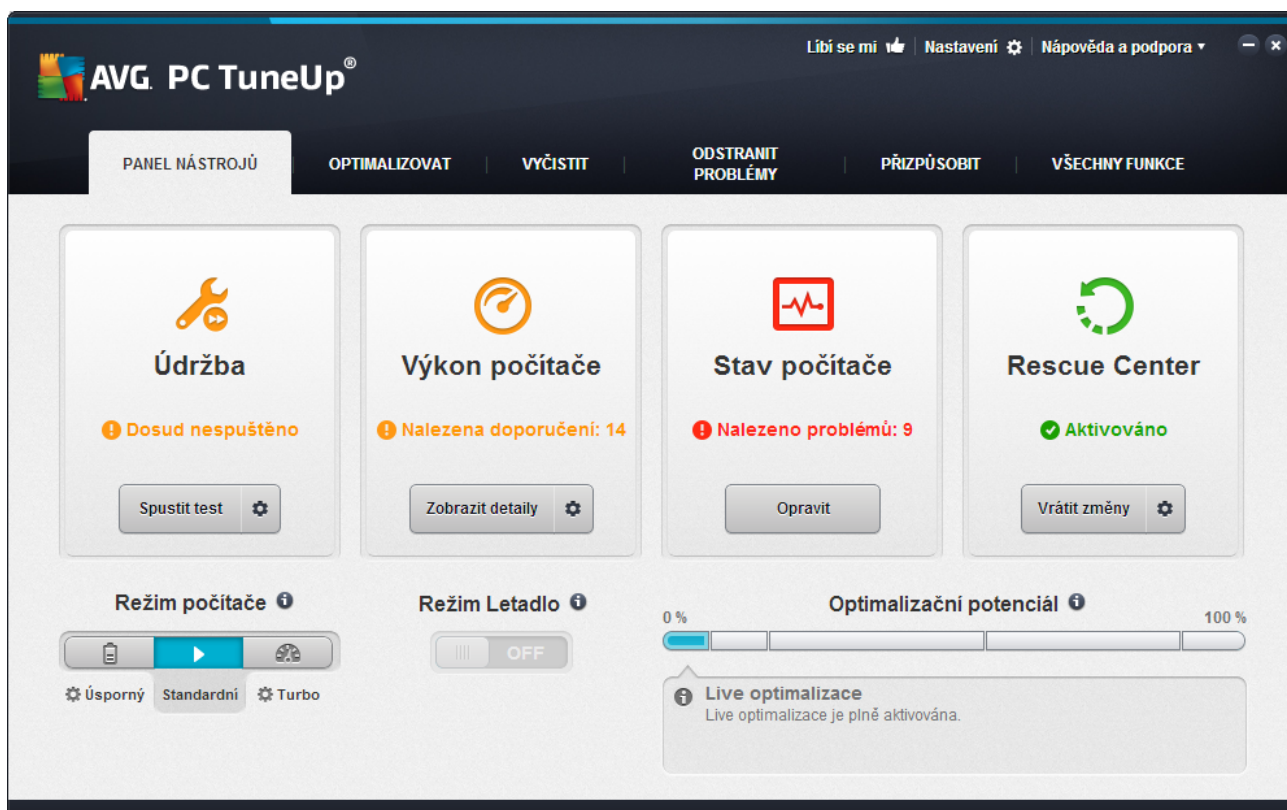 Líbí se mi Nastavení Nápověda a podpora
AVG. PC TuneUp®
PANEL NÁSTROJŮ OPTIMALIZOVAT VYČISTIT ODSTRANIT PROBLÉMY PŘIZPŮSOBIT VŠECHNY FUNKCE
Údržba
Dosud nespuštěno
Spustit test
Výkon počítače
Nalezena doporučení: 14
Zobrazit detaily
Stav počítače
Nalezeno problémů: 9
Opravit
Rescue Center
Aktivováno
Vrátit změny
Režim počítače
Úsporný Standardní Turbo
Režim Letadlo
OFF
Optimalizační potenciál
0 % 100 %
Live optimalizace
Live optimalizace je plně aktivována.